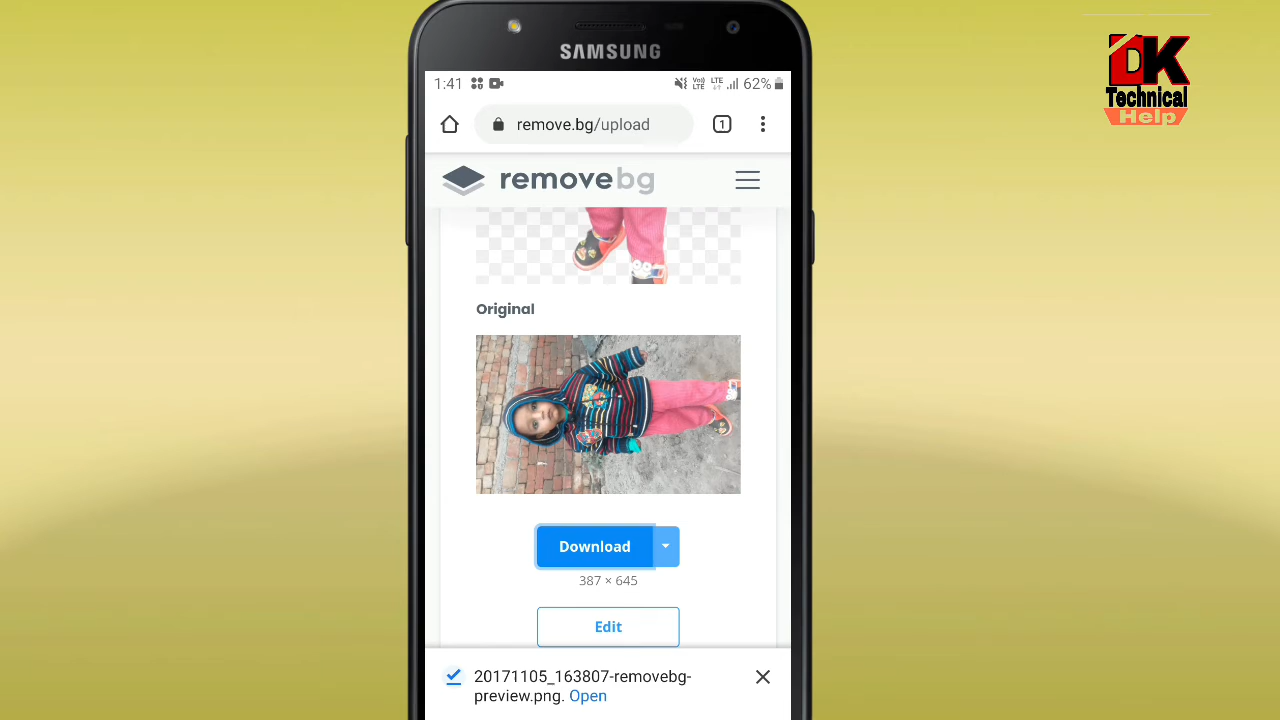 SAMSUNG
DK
Technical
Help
1:41
LTE
62%
remove.bg/upload
1
removebg
Original
Download
387 × 645
Edit
20171105_163807-removebg-
preview.png. Open